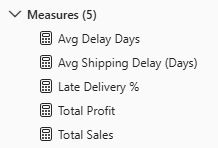 Measures (5)
Avg Delay Days
Avg Shipping Delay (Days)
Late Delivery %
Total Profit
Total Sales